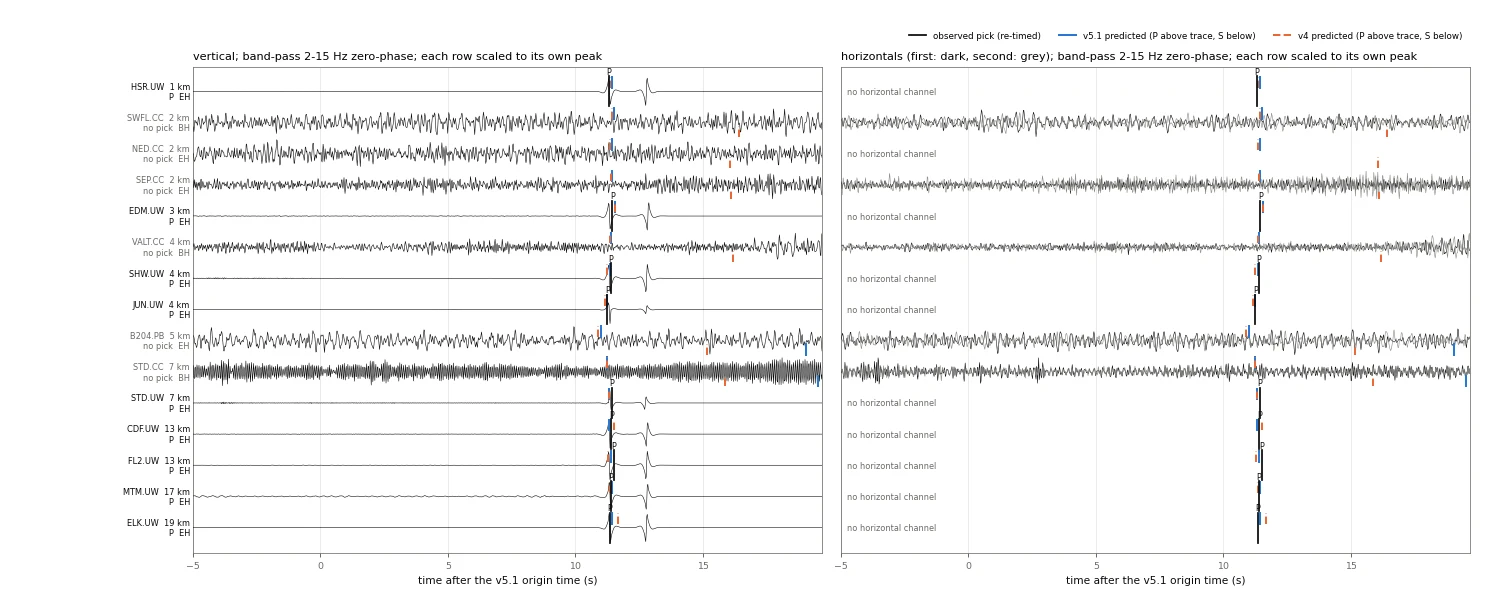 observed pick (re-timed)   v5.1 predicted (P above trace, S below)   v4 predicted (P above trace, S below)
vertical; band-pass 2-15 Hz zero-phase; each row scaled to its own peak
horizontals (first: dark, second: grey); band-pass 2-15 Hz zero-phase; each row scaled to its own peak
HSR.UW 1 km
P EH
P
P
no horizontal channel
SWFL.CC 2 km
no pick BH
NED.CC 2 km
no pick EH
no horizontal channel
SEP.CC 2 km
no pick EH
EDM.UW 3 km
P EH
P
P
no horizontal channel
VALT.CC 4 km
no pick BH
SHW.UW 4 km
P EH
P
P
no horizontal channel
JUN.UW 4 km
P EH
P
P
no horizontal channel
B204.PB 5 km
no pick EH
STD.CC 7 km
no pick BH
STD.UW 7 km
P EH
P
P
no horizontal channel
CDF.UW 13 km
P EH
P
P
no horizontal channel
FL2.UW 13 km
P EH
P
P
no horizontal channel
MTM.UW 17 km
P EH
P
P
no horizontal channel
ELK.UW 19 km
P EH
P
P
no horizontal channel
−5 0 5 10 15
−5 0 5 10 15
time after the v5.1 origin time (s)
time after the v5.1 origin time (s)